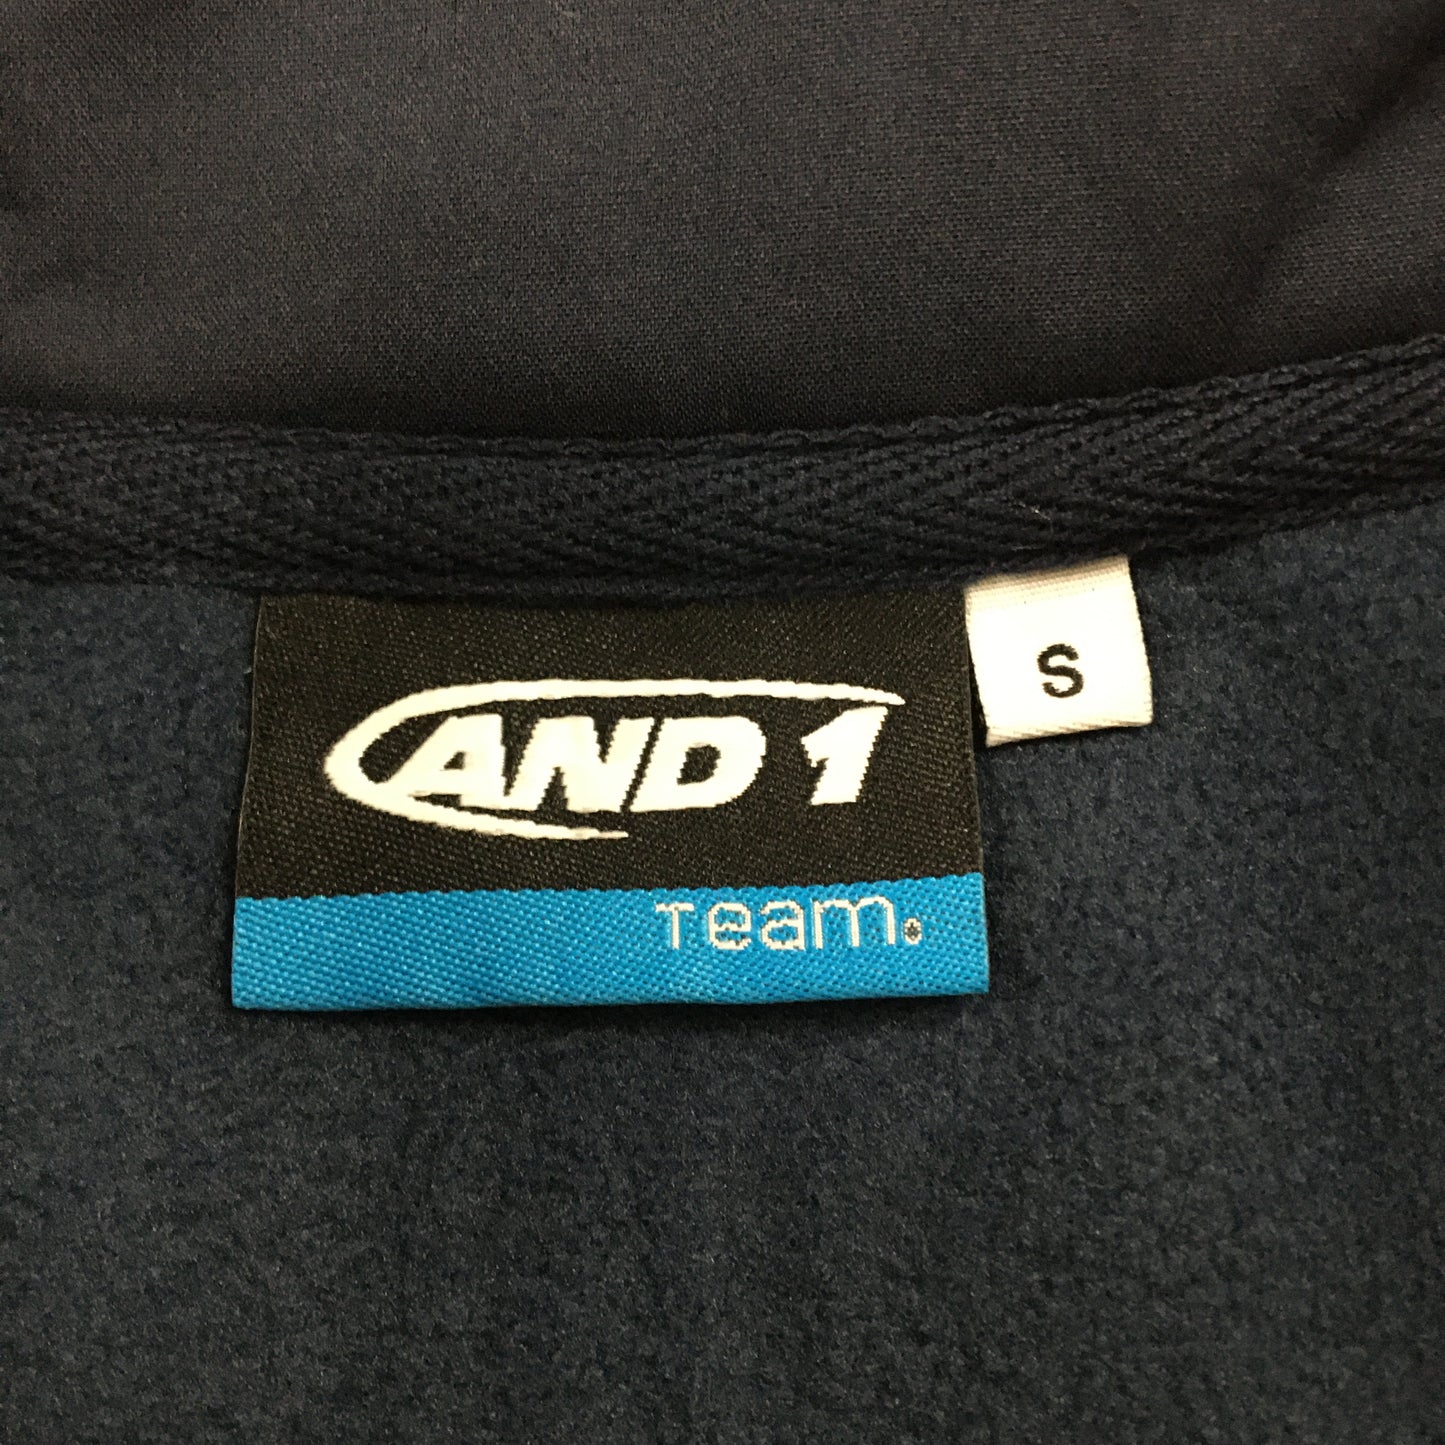 AND 1
S
Team.